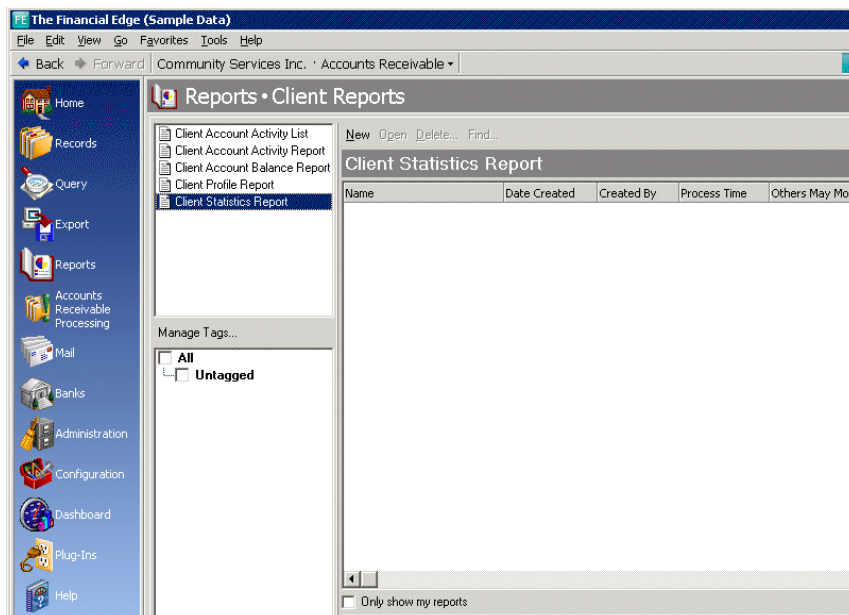 The Financial Edge (Sample Data)
File Edit View Go Favorites Tools Help
Back Forward Community Services Inc. · Accounts Receivable
Reports • Client Reports
Home
Records
Query
Export
Reports
Accounts
Receivable
Processing
Mail
Banks
Administration
Configuration
Dashboard
Plug-Ins
Help
Client Account Activity List
Client Account Activity Report
Client Account Balance Report
Client Profile Report
Client Statistics Report
Manage Tags...
All
Untagged
New Open Delete... Find...
Client Statistics Report
Name Date Created Created By Process Time Others May Mo
Only show my reports